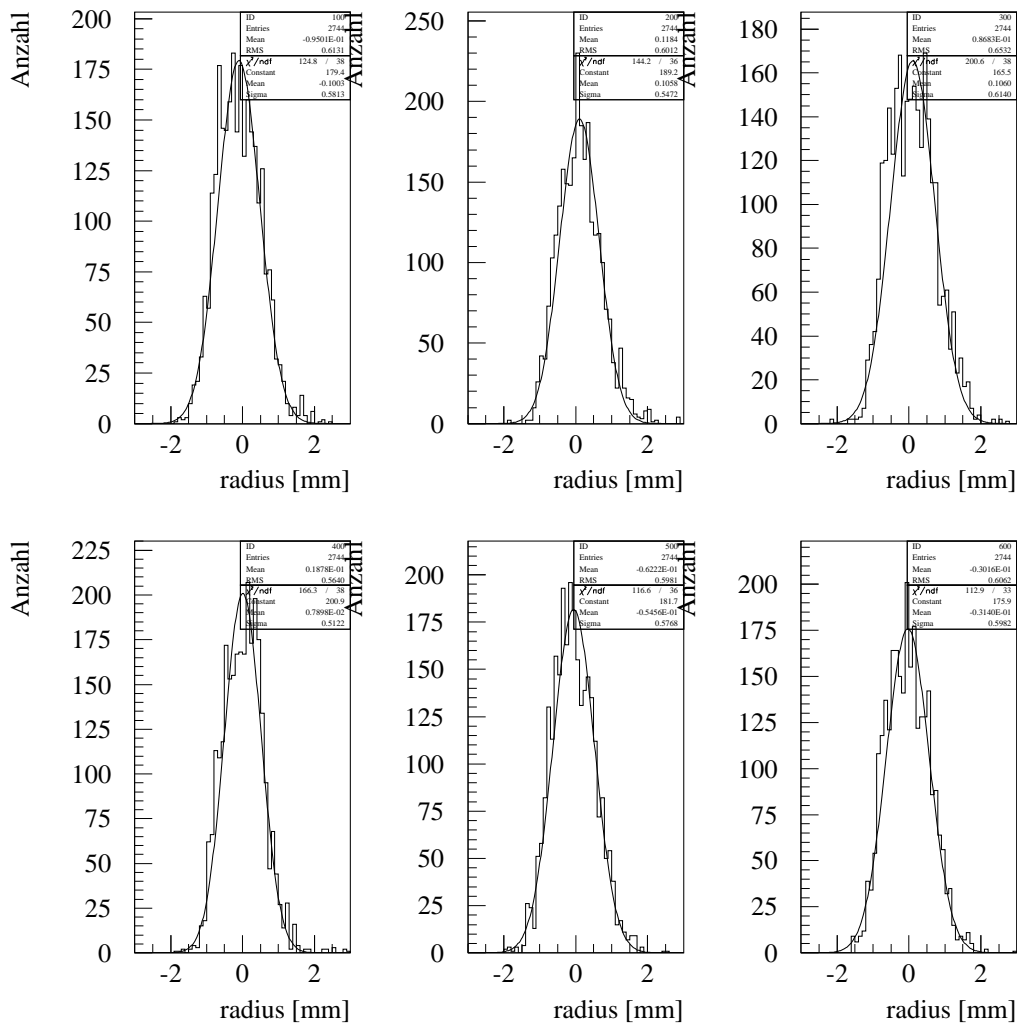 Anzahl
ID 100
Entries 2744
Mean -0.9501E-01
RMS 0.6131
χ²/ndf 124.8 / 38
Constant 179.4
Mean -0.1003
Sigma 0.5813
200
175
150
125
100
75
50
25
0
-2 0 2
radius [mm]
Anzahl
ID 200
Entries 2744
Mean 0.1184
RMS 0.6012
χ²/ndf 144.2 / 36
Constant 189.2
Mean 0.1058
Sigma 0.5472
250
200
150
100
50
0
-2 0 2
radius [mm]
Anzahl
ID 300
Entries 2744
Mean 0.8683E-01
RMS 0.6532
χ²/ndf 200.6 / 38
Constant 165.5
Mean 0.1060
Sigma 0.6140
180
160
140
120
100
80
60
40
20
0
-2 0 2
radius [mm]
Anzahl
ID 400
Entries 2744
Mean 0.1878E-01
RMS 0.5640
χ²/ndf 166.3 / 38
Constant 200.9
Mean 0.7898E-02
Sigma 0.5122
225
200
175
150
125
100
75
50
25
0
-2 0 2
radius [mm]
Anzahl
ID 500
Entries 2744
Mean -0.6222E-01
RMS 0.5981
χ²/ndf 116.6 / 36
Constant 181.7
Mean -0.5456E-01
Sigma 0.5768
200
175
150
125
100
75
50
25
0
-2 0 2
radius [mm]
Anzahl
ID 600
Entries 2744
Mean -0.3016E-01
RMS 0.6062
χ²/ndf 112.9 / 33
Constant 175.9
Mean -0.3140E-01
Sigma 0.5982
200
175
150
125
100
75
50
25
0
-2 0 2
radius [mm]